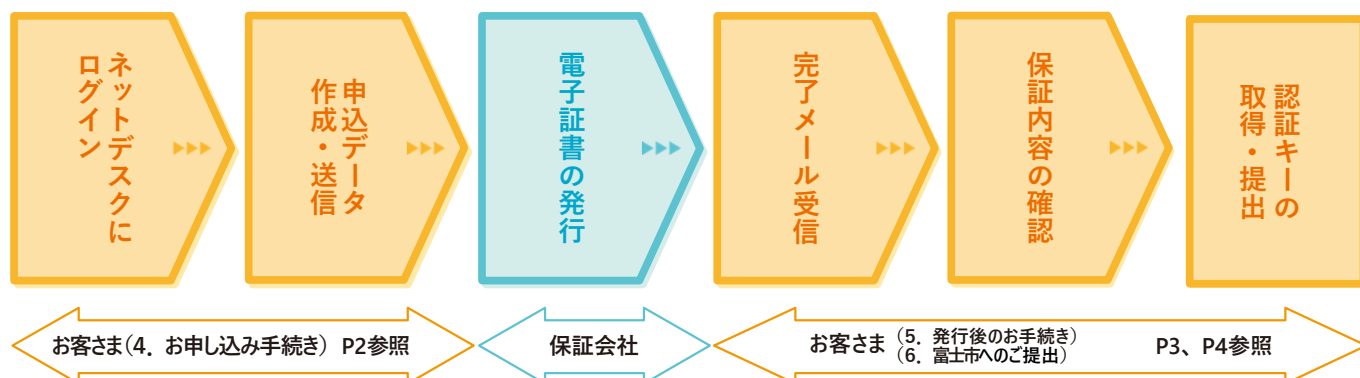 ネットデスクに
ログイン
申込データ
作成・送信
電子証書の発行
完了メール受信
保証内容の確認
認証キーの
取得・提出
お客さま（4．お申し込み手続き） P2参照
保証会社
お客さま（5．発行後のお手続き）
（6．富士市へのご提出）
P3、P4参照